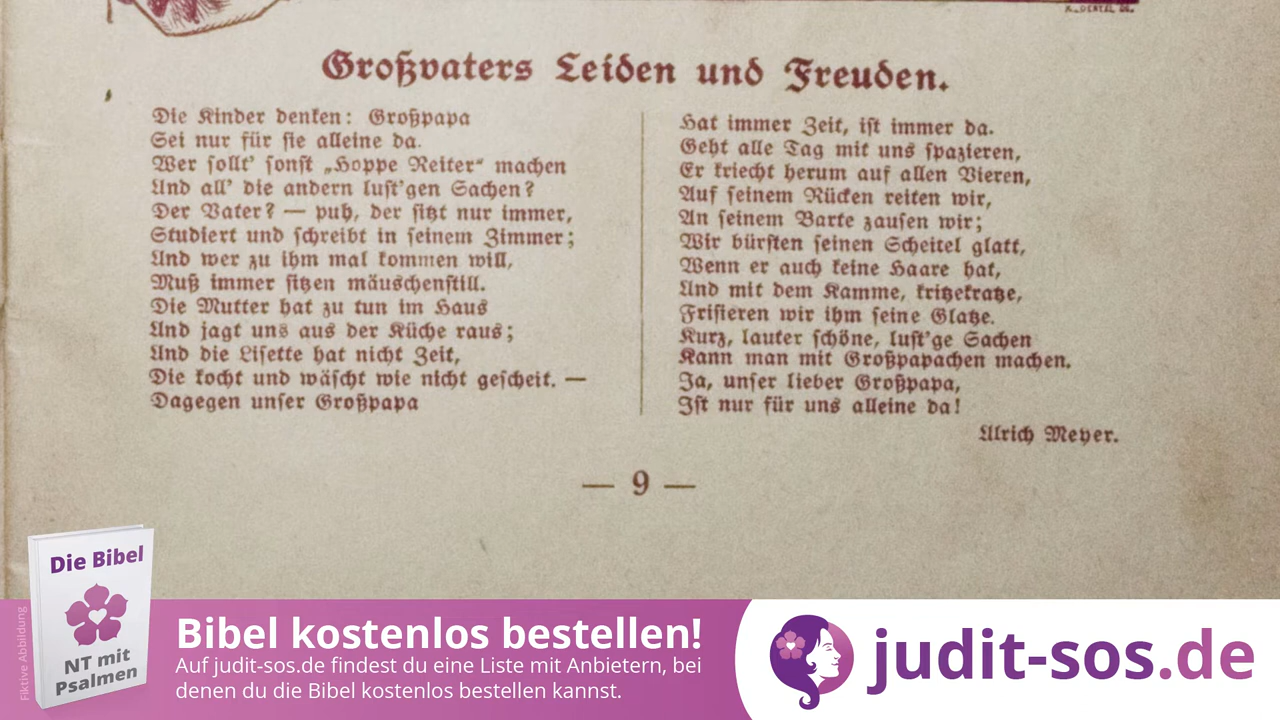 Großvaters Leiden und Freuden.
Die Kinder denken: Großpapa
Sei nur für sie alleine da.
Wer sollt' sonst „Hoppe Reiter“ machen
Und all' die andern lust'gen Sachen?
Der Vater? — puh, der sitzt nur immer,
Studiert und schreibt in seinem Zimmer;
Und wer zu ihm mal kommen will,
Muß immer sitzen mäuschenstill.
Die Mutter hat zu tun im Haus
Und jagt uns aus der Küche raus;
Und die Lisette hat nicht Zeit,
Die kocht und wäscht wie nicht gescheit. —
Dagegen unser Großpapa
Hat immer Zeit, ist immer da.
Geht alle Tag mit uns spazieren,
Er kriecht herum auf allen Vieren,
Auf seinem Rücken reiten wir,
An seinem Barte zausen wir;
Wir bürsten seinen Scheitel glatt,
Wenn er auch keine Haare hat,
Und mit dem Kamme, kritzekratze,
Frisieren wir ihm seine Glatze.
Kurz, lauter schöne, lust'ge Sachen
Kann man mit Großpapachen machen.
Ja, unser lieber Großpapa,
Ist nur für uns alleine da!
Ulrich Meyer.
— 9 —
Die Bibel
NT mit
Psalmen
Fiktive Abbildung
Bibel kostenlos bestellen!
Auf judit-sos.de findest du eine Liste mit Anbietern, bei
denen du die Bibel kostenlos bestellen kannst.
judit-sos.de